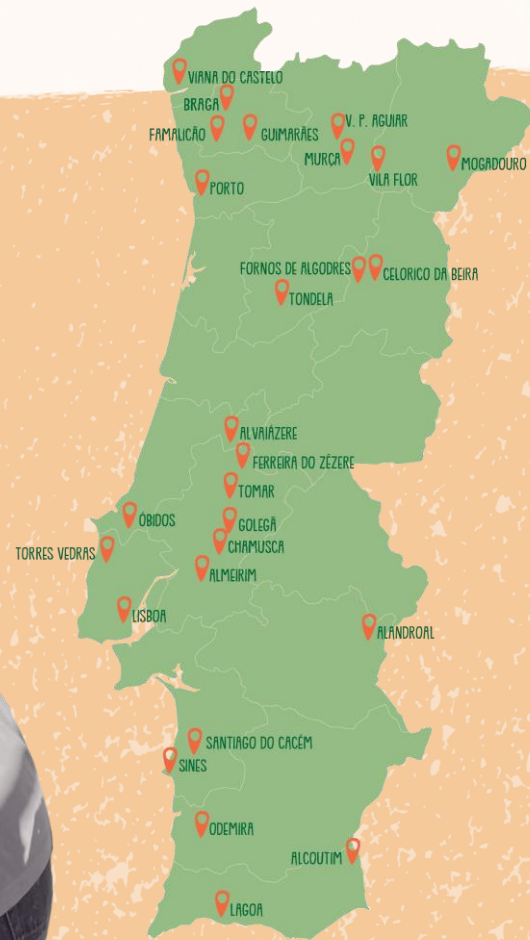 VIANA DO CASTELO
BRAGA
V. P. AGUIAR
FAMALICÃO
GUIMARÃES
MURÇA
MOGADOURO
VILA FLOR
PORTO
FORNOS DE ALGODRES
CELORICO DA BEIRA
TONDELA
ALVAIÁZERE
FERREIRA DO ZÊZERE
TOMAR
ÓBIDOS
GOLEGÃ
CHAMUSCA
TORRES VEDRAS
ALMEIRIM
LISBOA
ALANDROAL
SANTIAGO DO CACÉM
SINES
ODEMIRA
ALCOUTIM
LAGOA